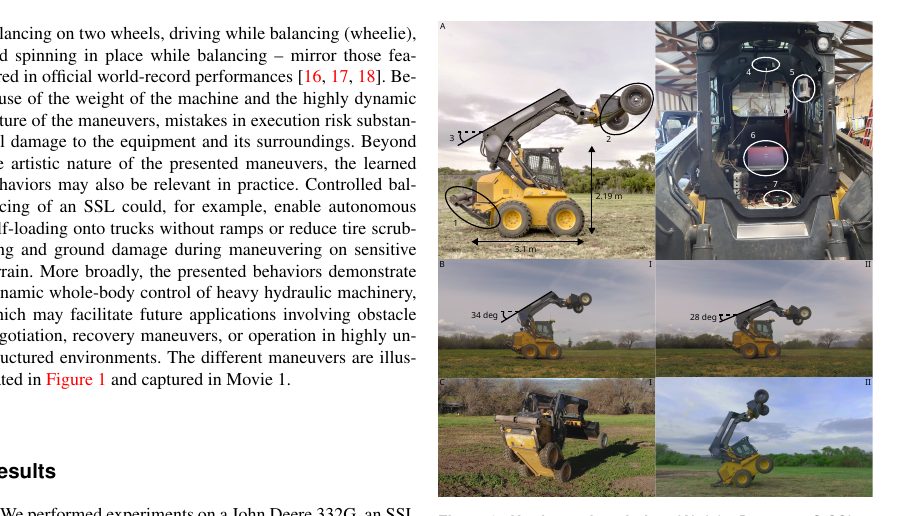 lancing on two wheels, driving while balancing (wheelie),
d spinning in place while balancing – mirror those fea-
red in official world-record performances [16, 17, 18]. Be-
use of the weight of the machine and the highly dynamic
ture of the maneuvers, mistakes in execution risk substan-
l damage to the equipment and its surroundings. Beyond
e artistic nature of the presented maneuvers, the learned
haviors may also be relevant in practice. Controlled bal-
cing of an SSL could, for example, enable autonomous
lf-loading onto trucks without ramps or reduce tire scrub-
ng and ground damage during maneuvering on sensitive
rrain. More broadly, the presented behaviors demonstrate
namic whole-body control of heavy hydraulic machinery,
hich may facilitate future applications involving obstacle
gotiation, recovery maneuvers, or operation in highly un-
ructured environments. The different maneuvers are illus-
ated in Figure 1 and captured in Movie 1.
esults
We performed experiments on a John Deere 332G, an SSL
A
3
2
1
2.19 m
3.1 m
4
5
6
7
B
I
34 deg
II
28 deg
C
I
II